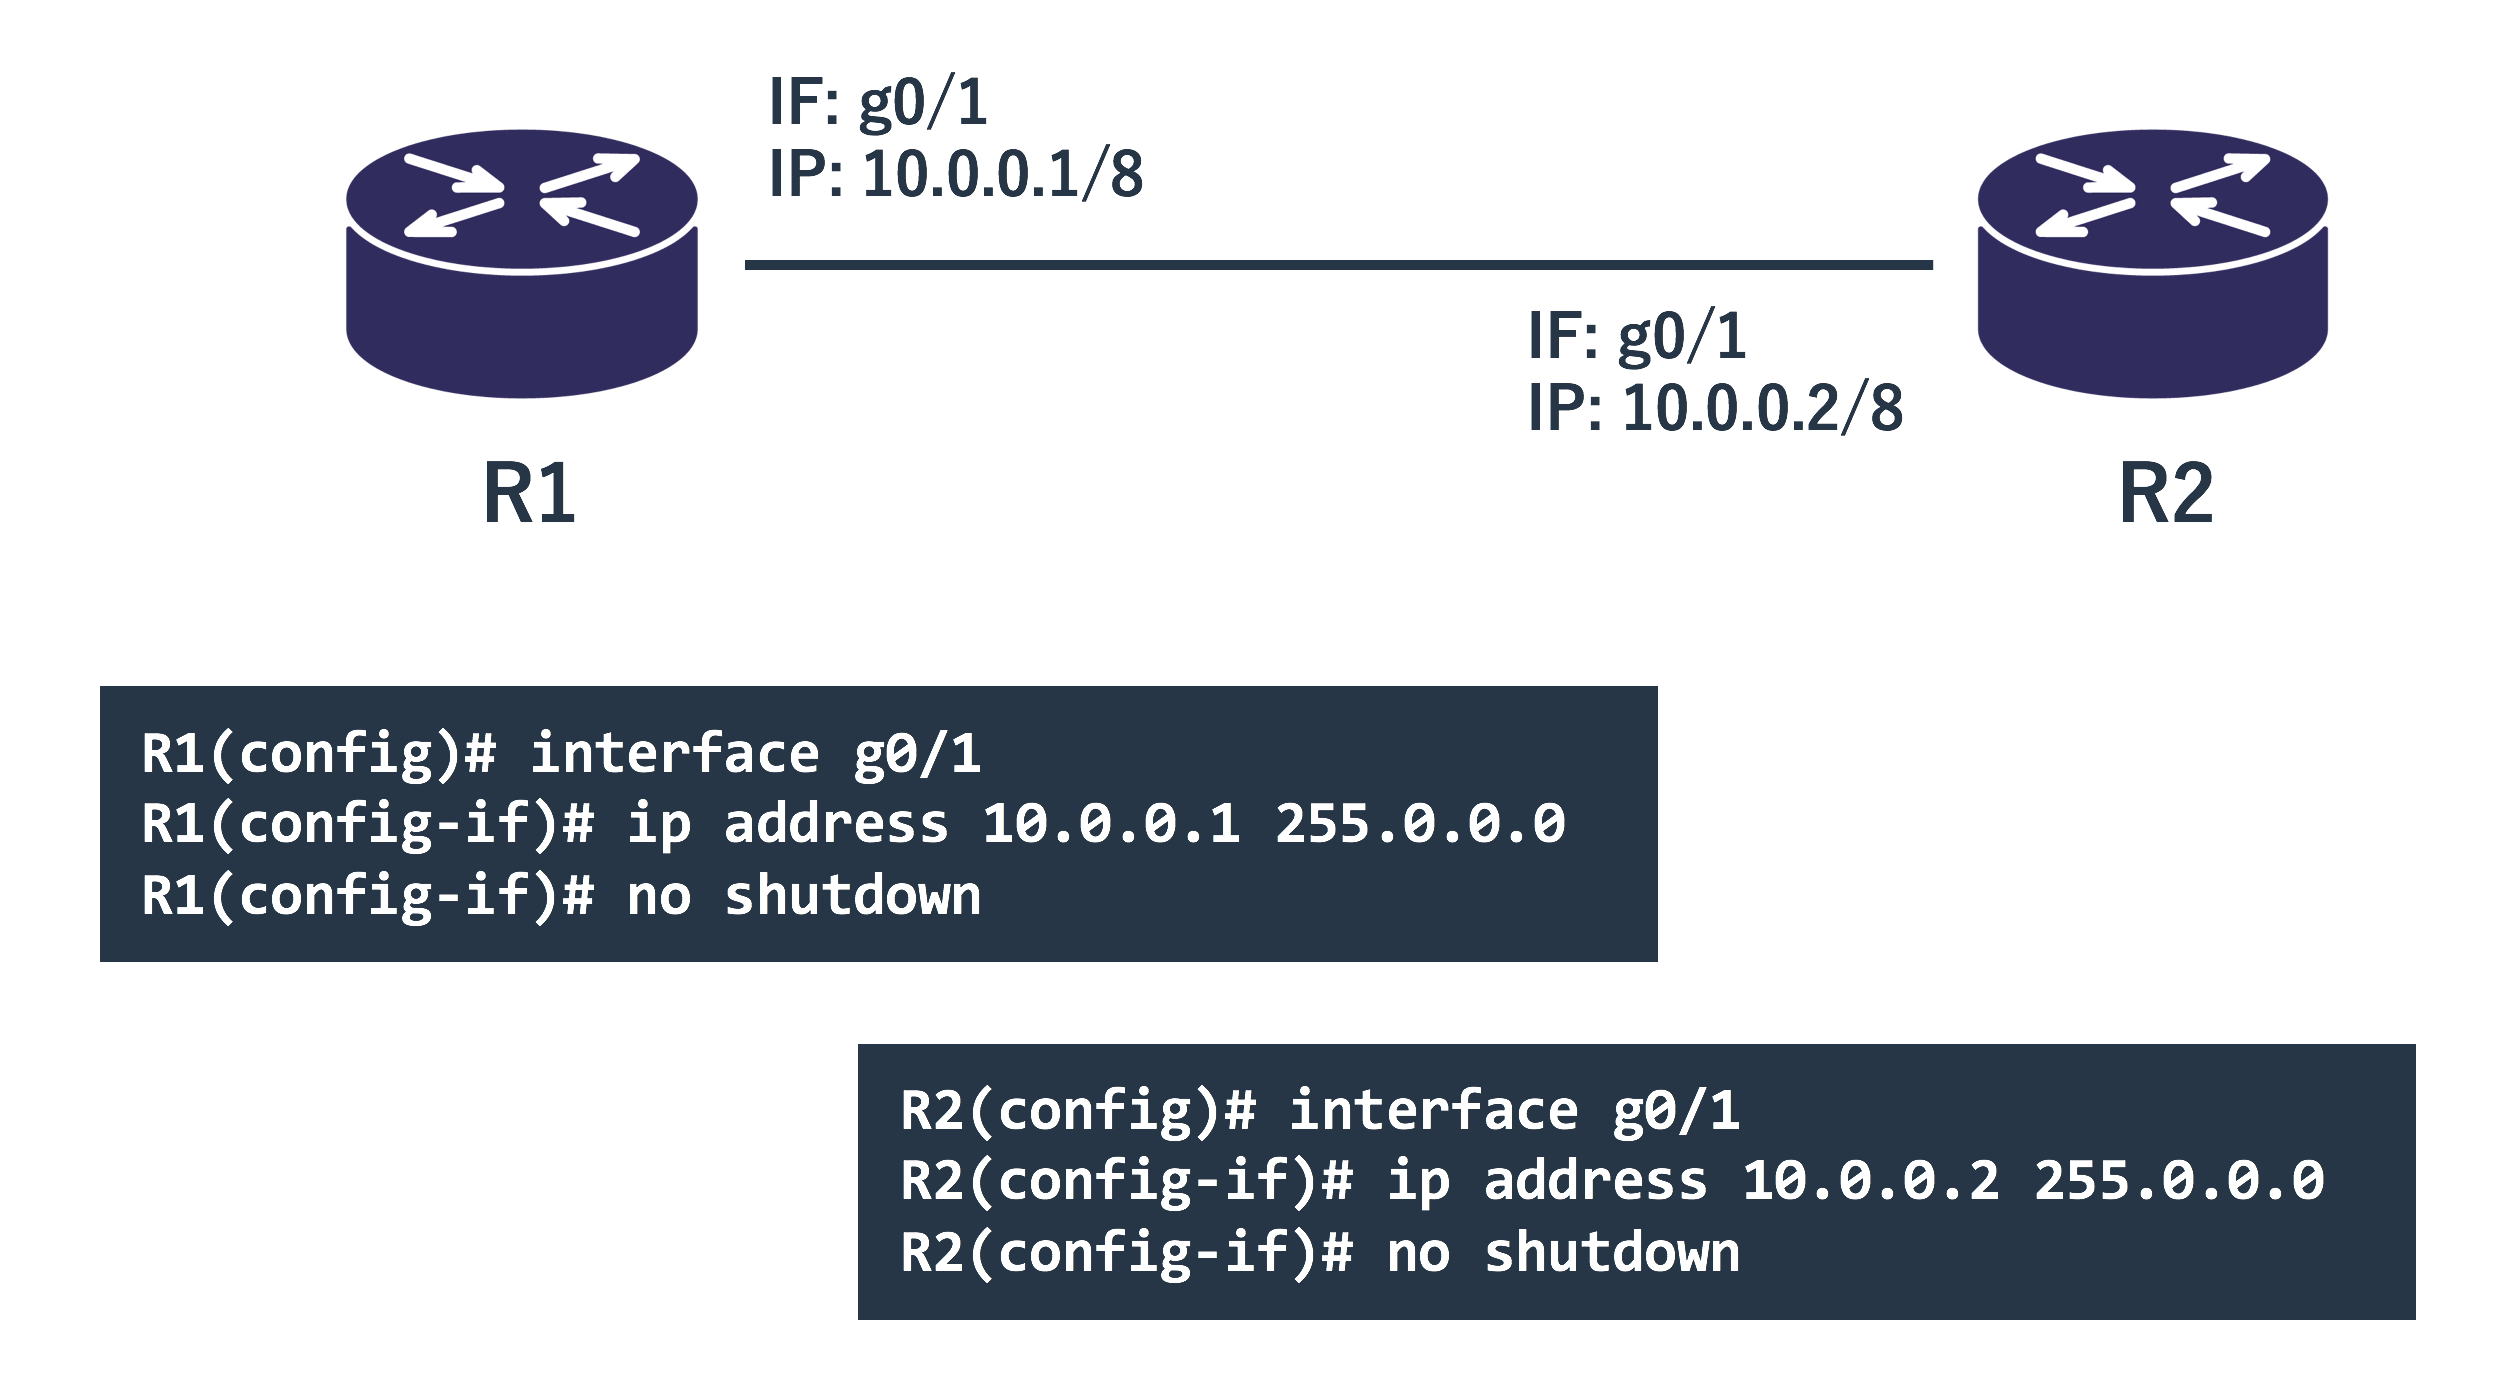 IF: g0/1
IP: 10.0.0.1/8
IF: g0/1
IP: 10.0.0.2/8
R1
R2
R1(config)# interface g0/1
R1(config-if)# ip address 10.0.0.1 255.0.0.0
R1(config-if)# no shutdown
R2(config)# interface g0/1
R2(config-if)# ip address 10.0.0.2 255.0.0.0
R2(config-if)# no shutdown